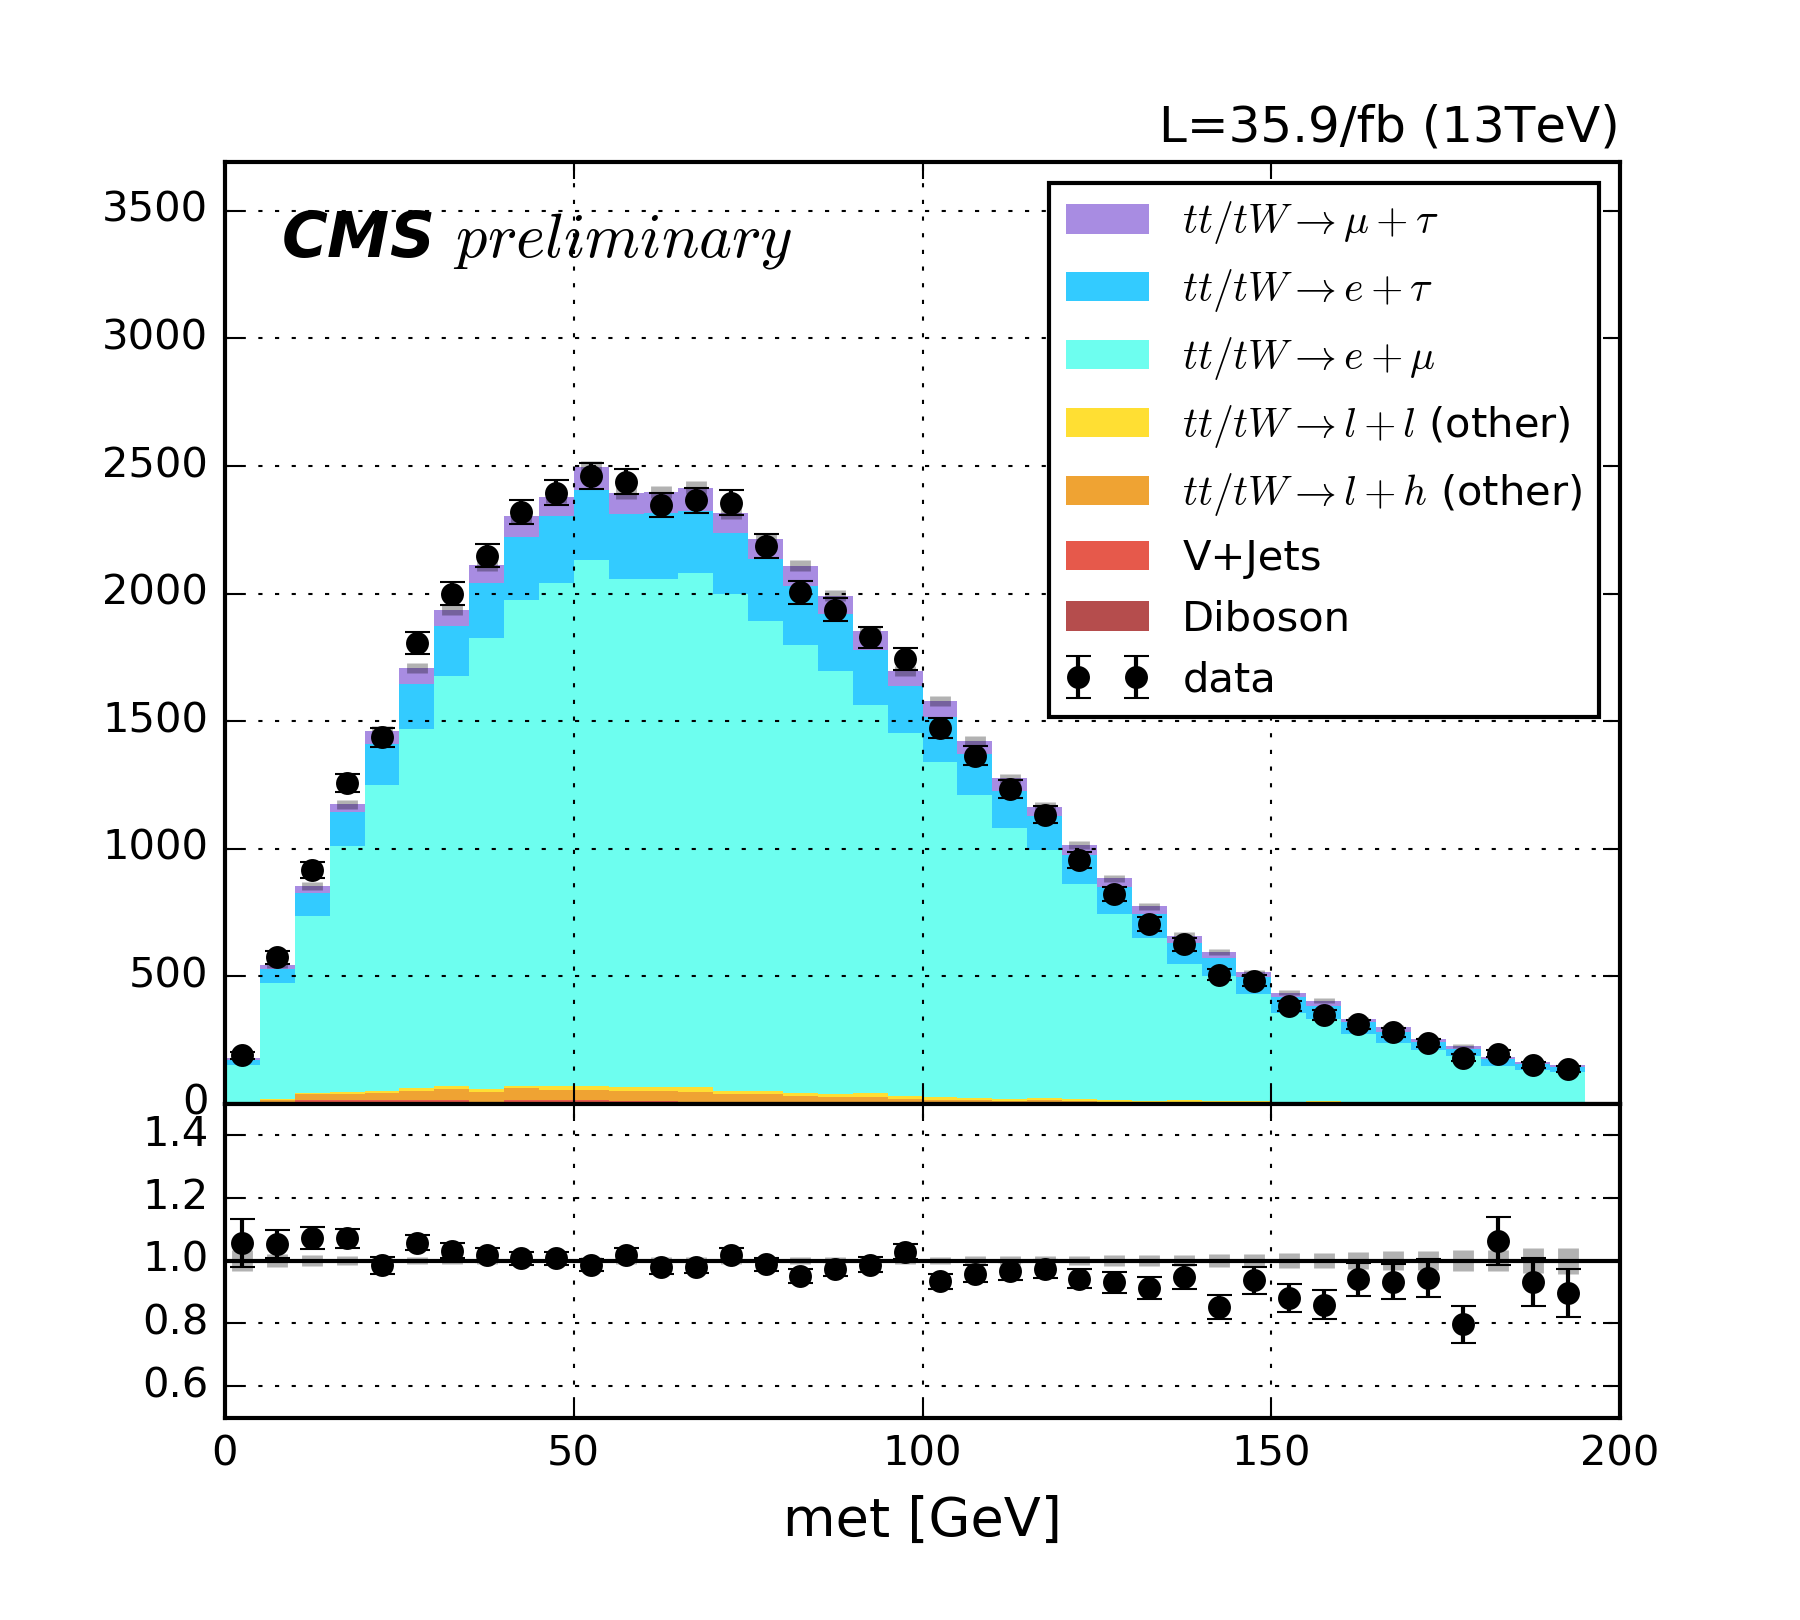 L=35.9/fb (13TeV)
CMS preliminary
3500
3000
2500
2000
1500
1000
500
0
tt/tW → μ + τ
tt/tW → e + τ
tt/tW → e + μ
tt/tW → l + l (other)
tt/tW → l + h (other)
V+Jets
Diboson
data
1.4
1.2
1.0
0.8
0.6
0 50 100 150 200
met [GeV]